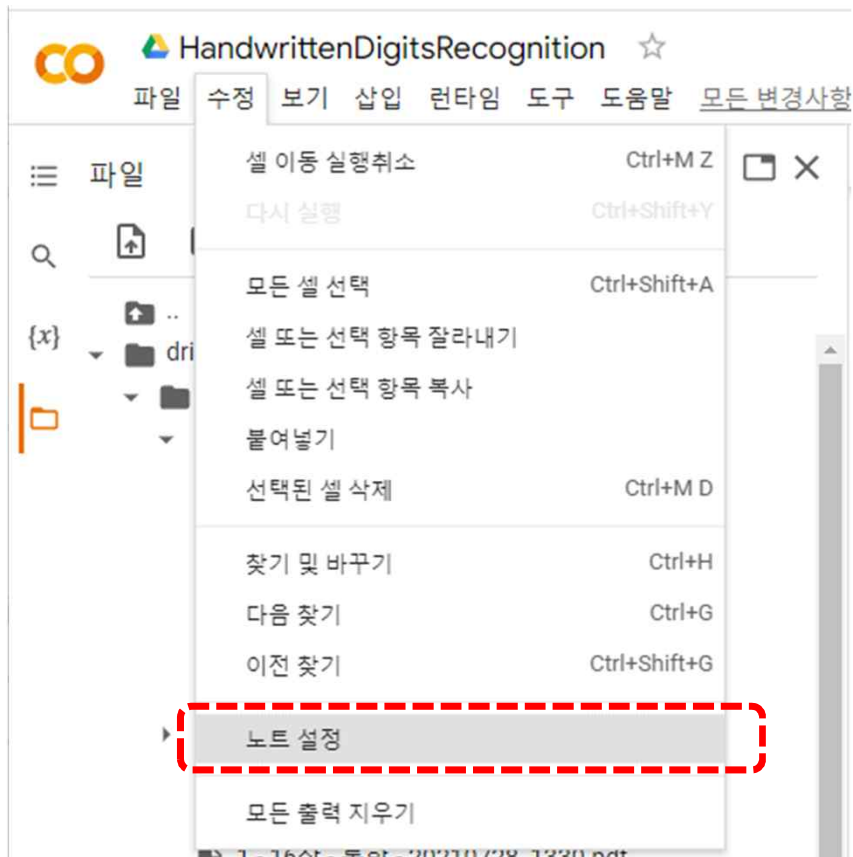 HandwrittenDigitsRecognition
파일 수정 보기 삽입 런타임 도구 도움말 모든 변경사항
파일
셀 이동 실행취소 Ctrl+M Z
다시 실행 Ctrl+Shift+Y
모든 셀 선택 Ctrl+Shift+A
..
{x}
셀 또는 선택 항목 잘라내기
dri
셀 또는 선택 항목 복사
붙여넣기
선택된 셀 삭제 Ctrl+M D
찾기 및 바꾸기 Ctrl+H
다음 찾기 Ctrl+G
이전 찾기 Ctrl+Shift+G
노트 설정
모든 출력 지우기